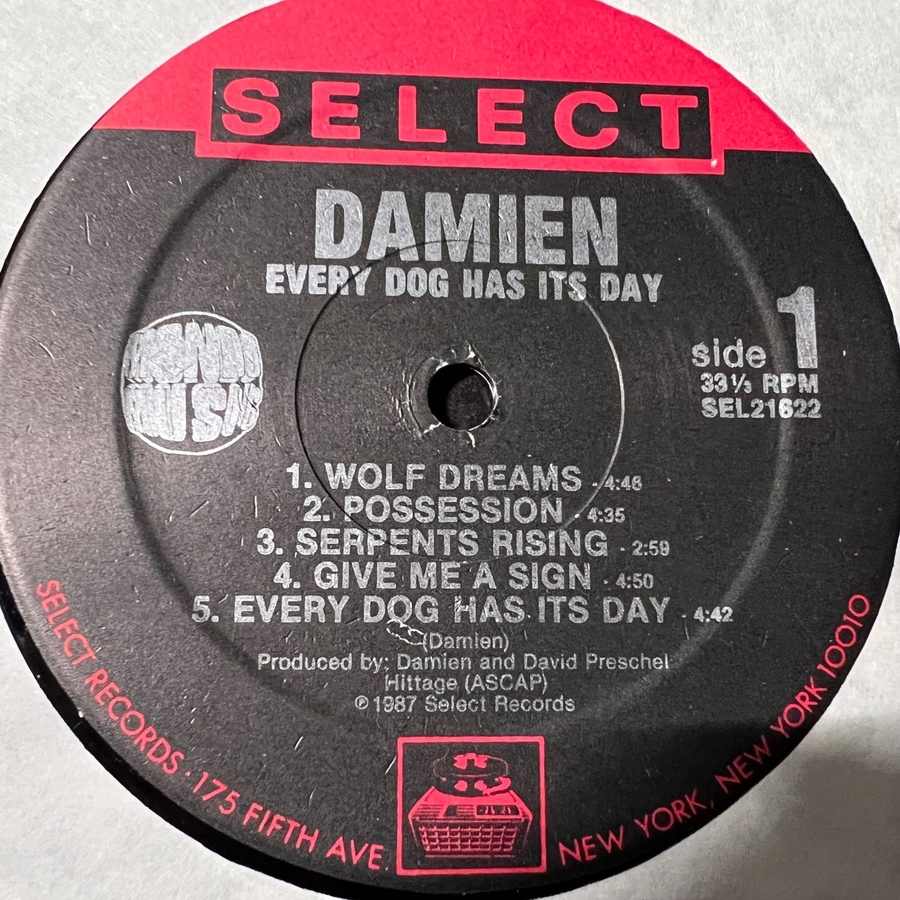 SELECT
DAMIEN
EVERY DOG HAS ITS DAY
side 1
33 1/3 RPM
SEL21622
1. WOLF DREAMS - 4:46
2. POSSESSION - 4:35
3. SERPENTS RISING - 2:59
4. GIVE ME A SIGN - 4:50
5. EVERY DOG HAS ITS DAY - 4:42
(Damien)
Produced by: Damien and David Preschel
Hittage (ASCAP)
℗ 1987 Select Records
SELECT RECORDS · 175 FIFTH AVE
NEW YORK, NEW YORK 10010